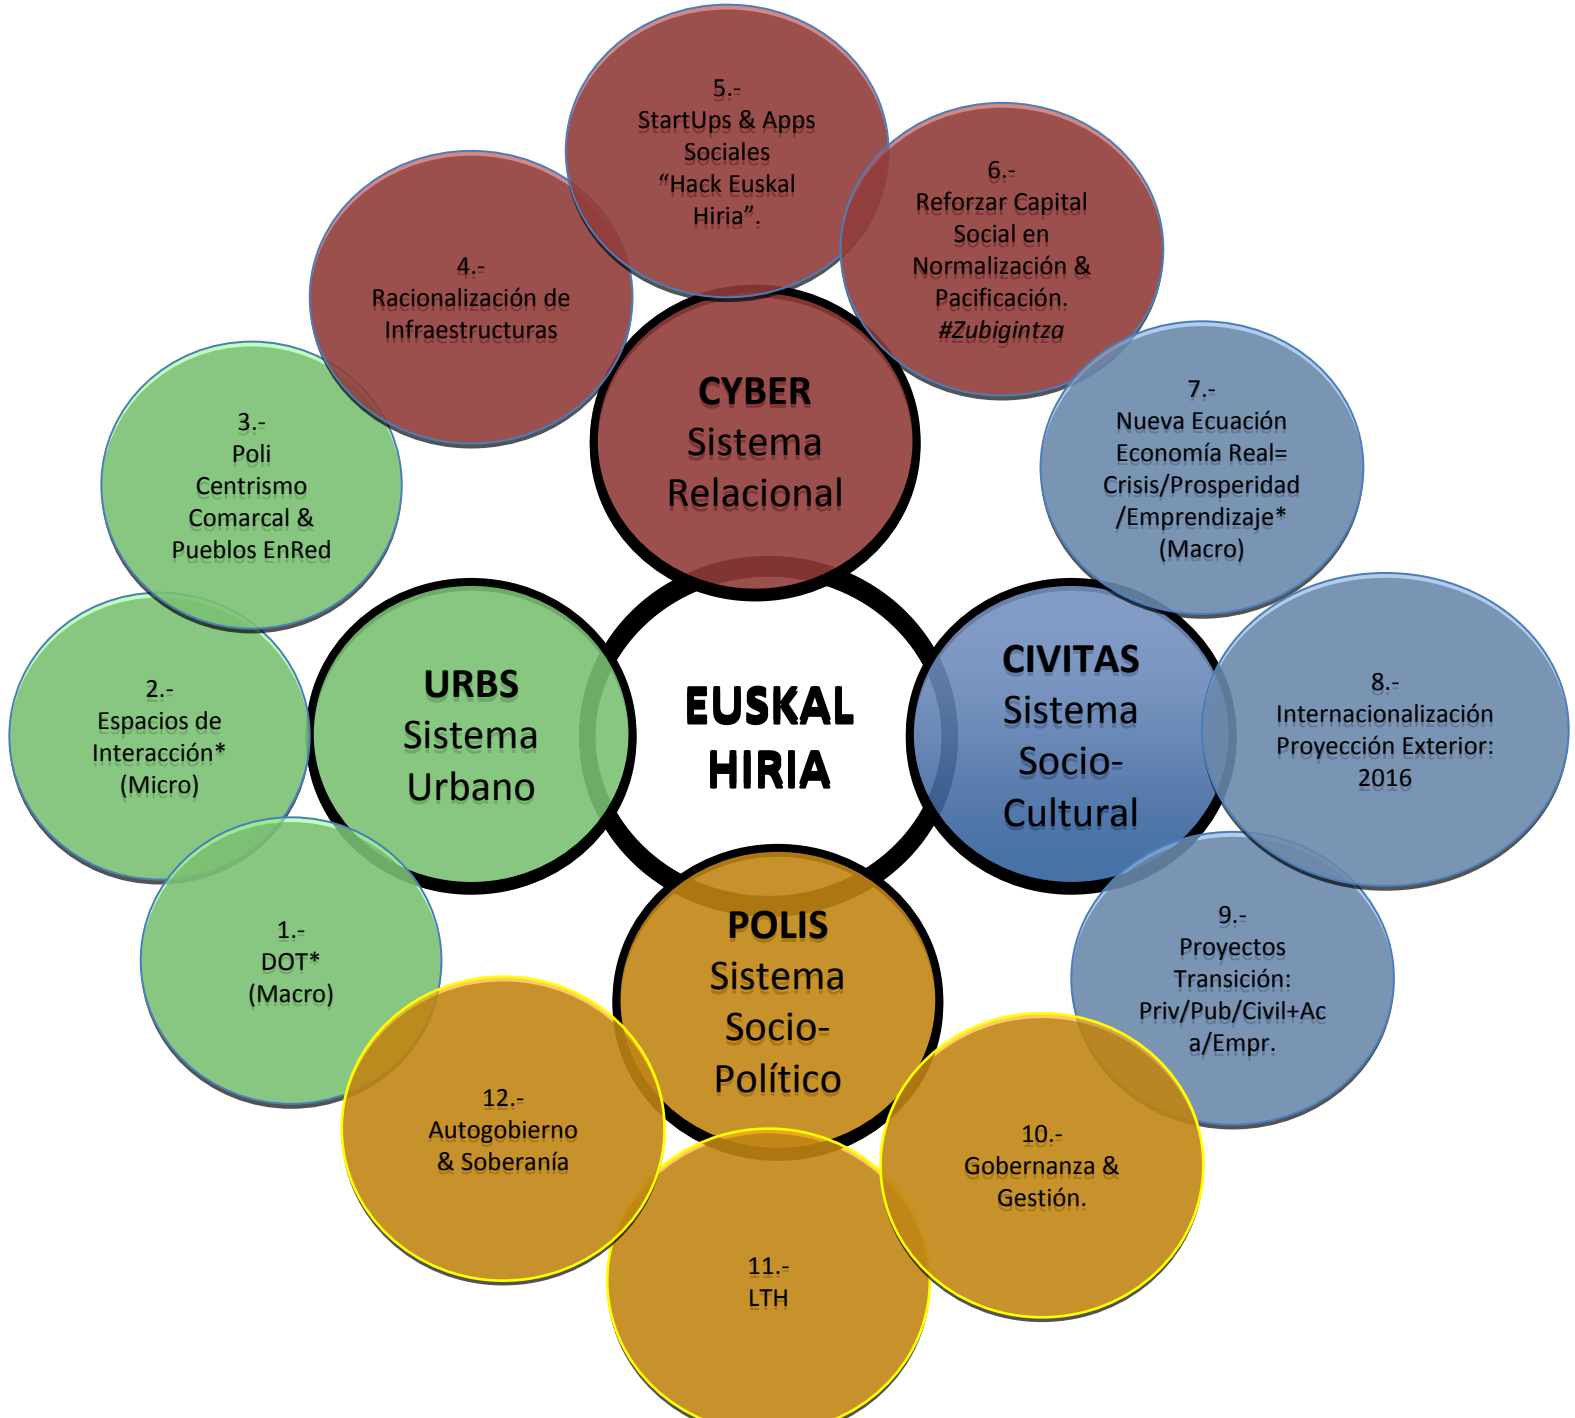 5.-
StartUps & Apps
Sociales
“Hack Euskal
Hiria”.
6.-
Reforzar Capital
Social en
Normalización &
Pacificación.
#Zubigintza
4.-
Racionalización de
Infraestructuras
CYBER
Sistema
Relacional
7.-
Nueva Ecuación
Economía Real=
Crisis/Prosperidad
/Emprendizaje*
(Macro)
3.-
Poli
Centrismo
Comarcal &
Pueblos EnRed
2.-
Espacios de
Interacción*
(Micro)
URBS
Sistema
Urbano
EUSKAL
HIRIA
CIVITAS
Sistema
Socio-
Cultural
8.-
Internacionalización
Proyección Exterior:
2016
1.-
DOT*
(Macro)
POLIS
Sistema
Socio-
Político
9.-
Proyectos
Transición:
Priv/Pub/Civil+Ac
a/Empr.
12.-
Autogobierno
& Soberanía
10.-
Gobernanza &
Gestión.
11.-
LTH